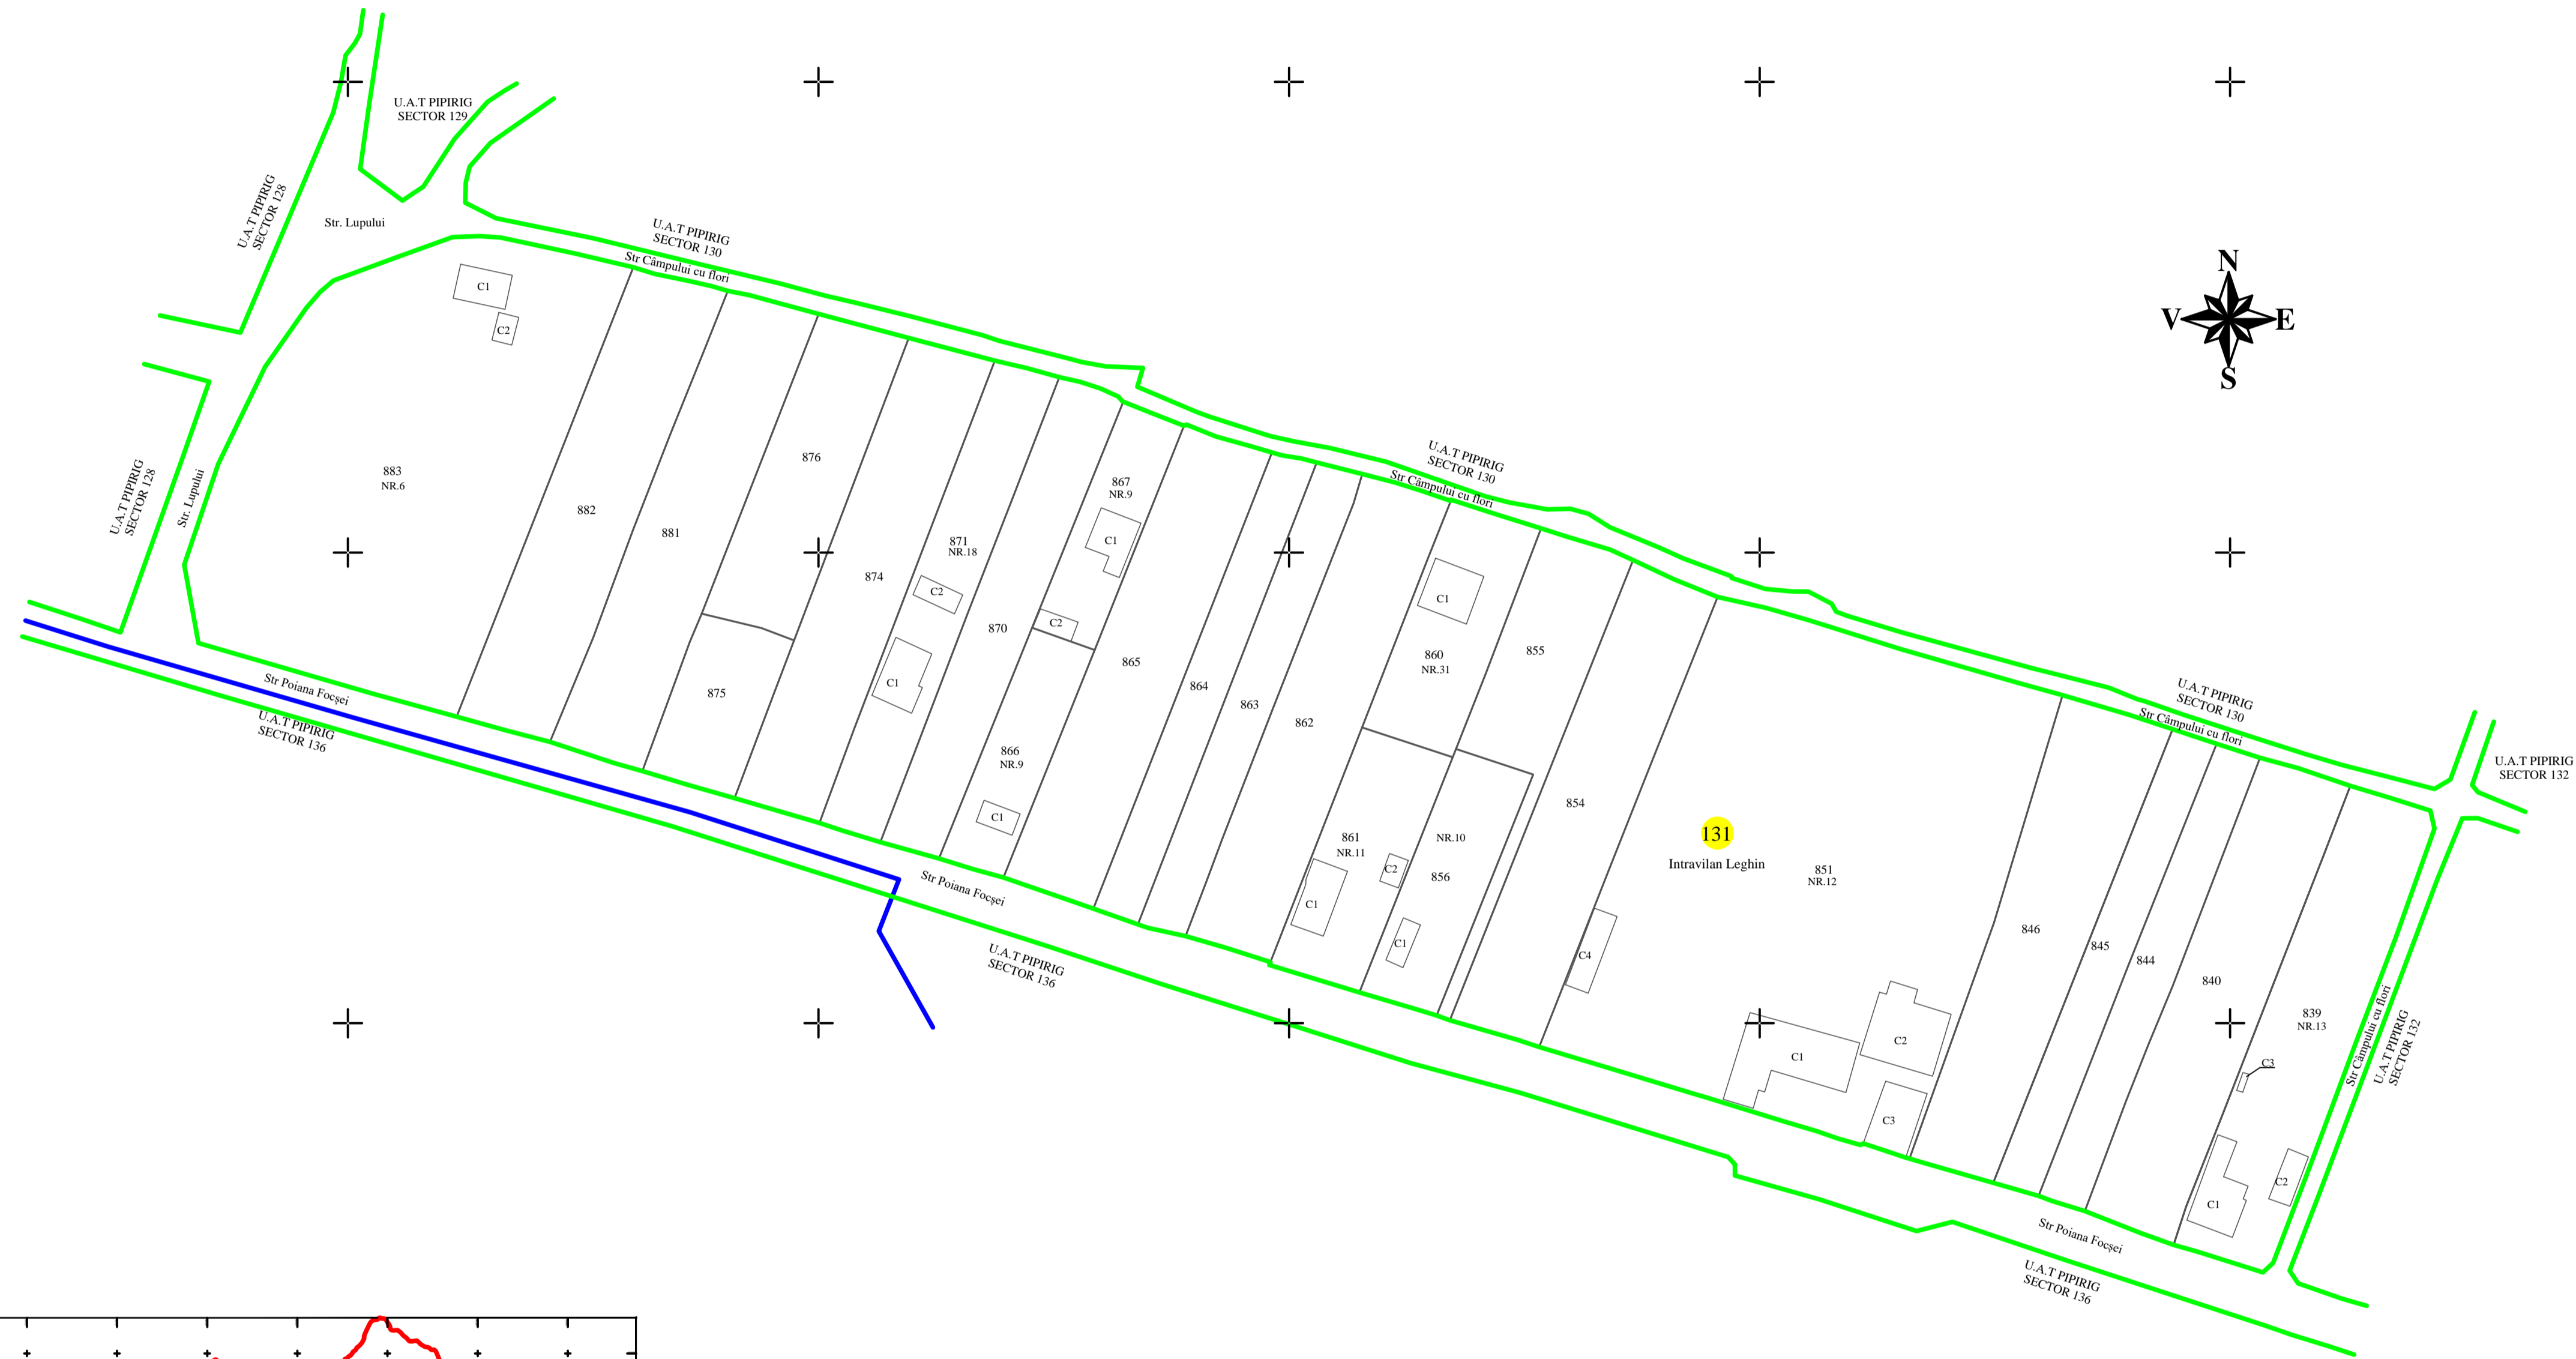 U.A.T PIPIRIG
SECTOR 129
U.A.T PIPIRIG
SECTOR 128
Str. Lupului
U.A.T PIPIRIG
SECTOR 130
Str Câmpului cu flori
N
V
E
S
C1
C2
883
NR.6
882
881
876
875
874
871
NR.18
C2
C1
870
867
NR.9
C1
C2
866
NR.9
C1
865
864
863
862
U.A.T PIPIRIG
SECTOR 130
Str Câmpului cu flori
C1
860
NR.31
855
861
NR.11
C2
C1
NR.10
856
C1
854
131
Intravilan Leghin
851
NR.12
C4
C1
C2
C3
846
845
844
840
839
NR.13
C3
C1
C2
U.A.T PIPIRIG
SECTOR 130
Str Câmpului cu flori
U.A.T PIPIRIG
SECTOR 132
Str Câmpului cu flori
U.A.T PIPIRIG
SECTOR 132
U.A.T PIPIRIG
SECTOR 128
Str. Lupului
Str Poiana Focșei
U.A.T PIPIRIG
SECTOR 136
Str Poiana Focșei
U.A.T PIPIRIG
SECTOR 136
Str Poiana Focșei
U.A.T PIPIRIG
SECTOR 136